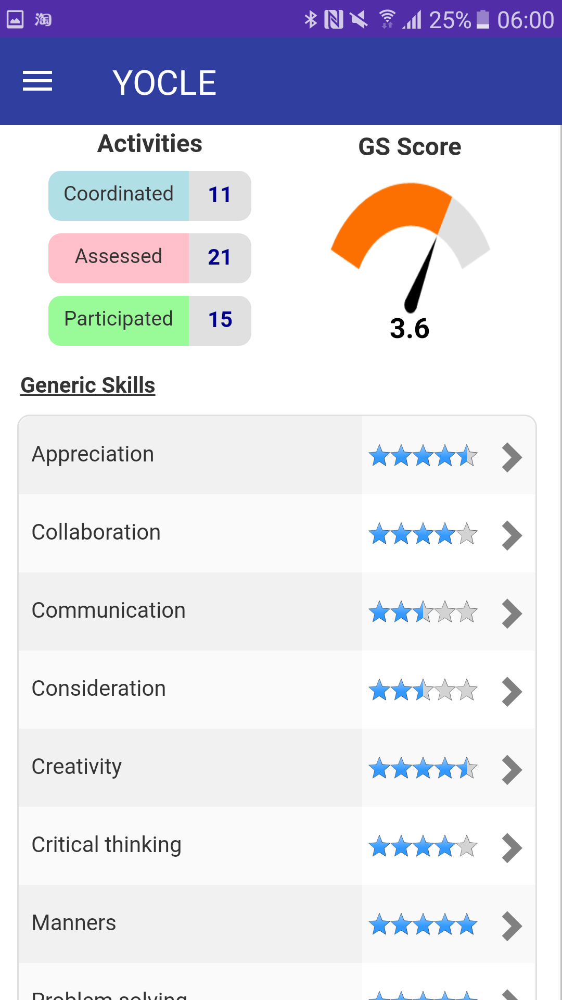 淘 25% 06:00
YOCLE
Activities
GS Score
Coordinated 11
Assessed 21
Participated 15
3.6
Generic Skills
Appreciation
Collaboration
Communication
Consideration
Creativity
Critical thinking
Manners
Problem solving